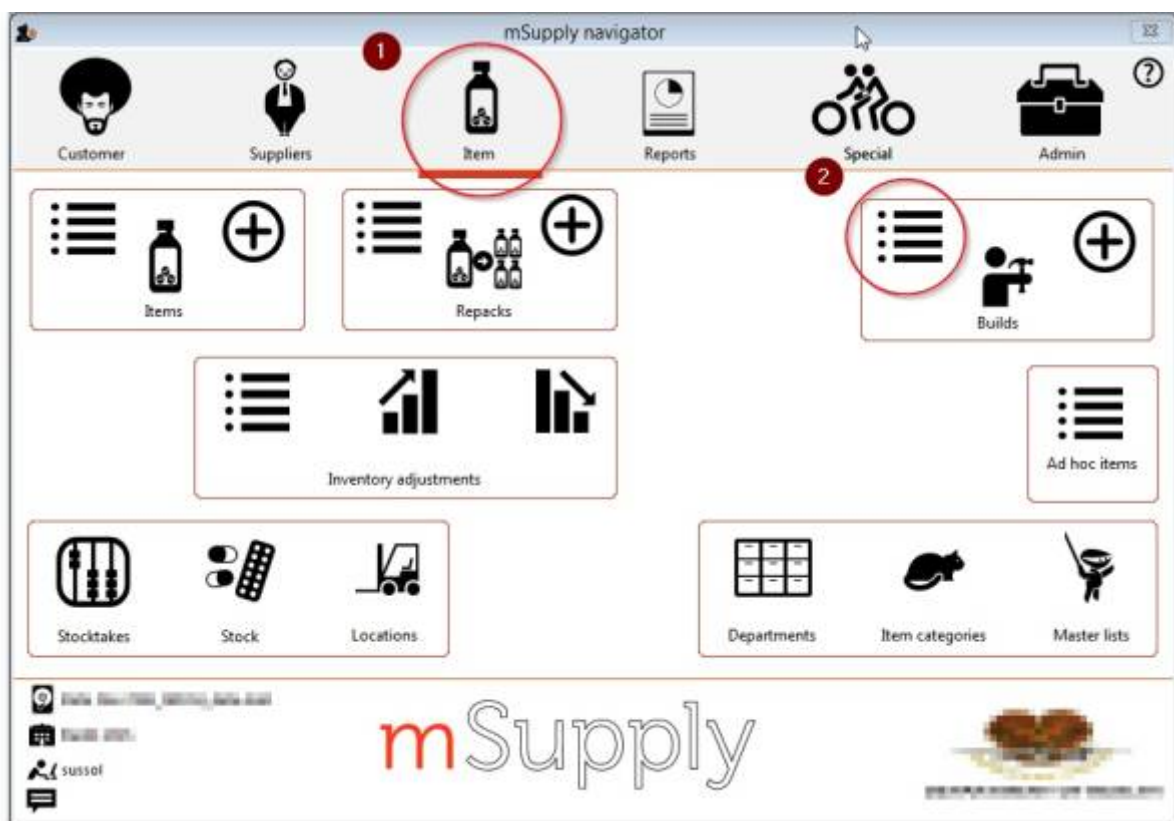 mSupply navigator
1
Customer
Suppliers
Item
Reports
Special
Admin
?
2
Items
Repacks
Builds
Inventory adjustments
Ad hoc items
Stocktakes
Stock
Locations
Departments
Item categories
Master lists
sussol
mSupply